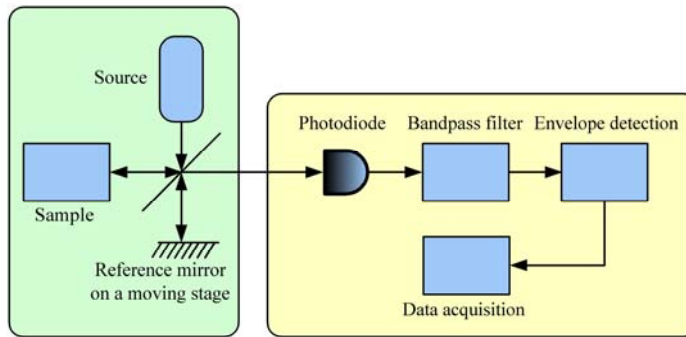 Source
Sample
Reference mirror
on a moving stage
Photodiode
Bandpass filter
Envelope detection
Data acquisition